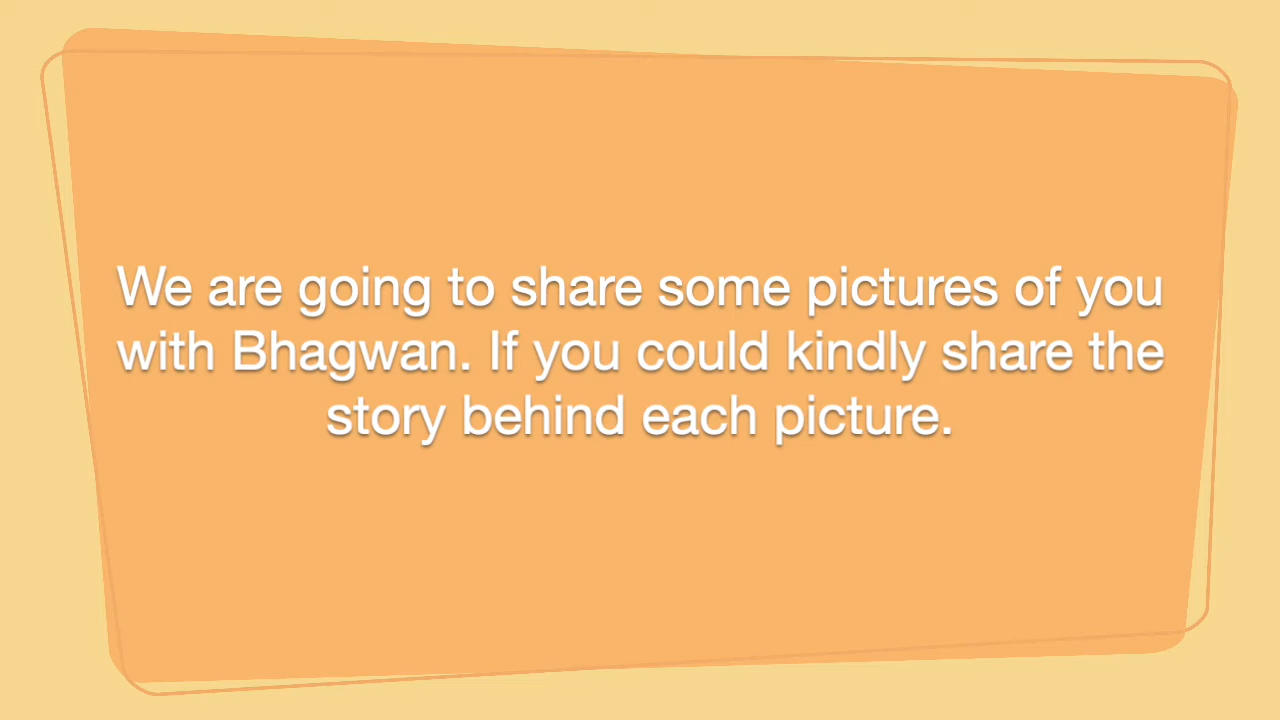 We are going to share some pictures of you
with Bhagwan. If you could kindly share the
story behind each picture.